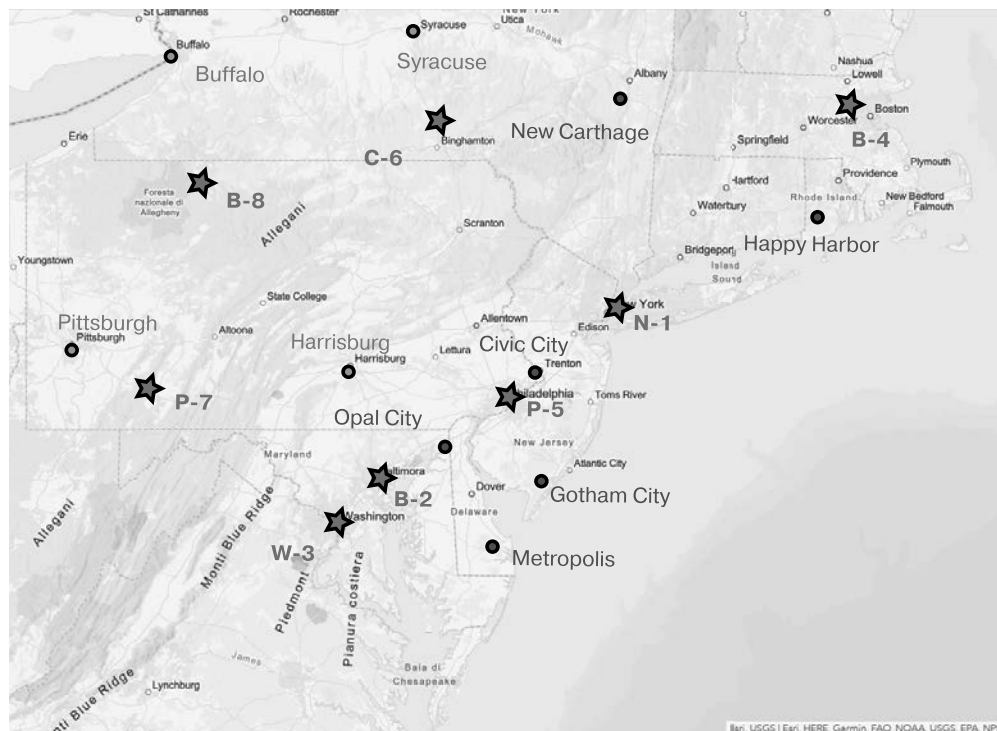 St Catharines
Rochester
New York
Utica
Syracuse
Mohawk
Buffalo
Syracuse
Buffalo
Nashua
Lowell
Albany
Boston
New Carthage
Worcester
B-4
Erie
Binghamton
Springfield
C-6
Plymouth
Providence
Hartford
B-8
Foresta
nazionale di
Allegheny
Rhode Island
New Bedford
Falmouth
Waterbury
Allegani
Scranton
Happy Harbor
Bridgeport
Island
Sound
Youngstown
State College
New York
N-1
Allentown
Edison
Pittsburgh
Pittsburgh
Altoona
Harrisburg
Harrisburg
Lettura
Civic City
Trenton
P-7
Philadelphia
P-5
Toms River
Opal City
New Jersey
Maryland
Atlantic City
Baltimora
B-2
Dover
Gotham City
Delaware
Allegani
Monti Blue Ridge
Washington
W-3
Metropolis
Piedmont
Pianura costiera
James
Baia di
Chesapeake
Lynchburg
nti Blue Ridge
Esri, USGS | Esri, HERE, Garmin, FAO, NOAA, USGS, EPA, NP